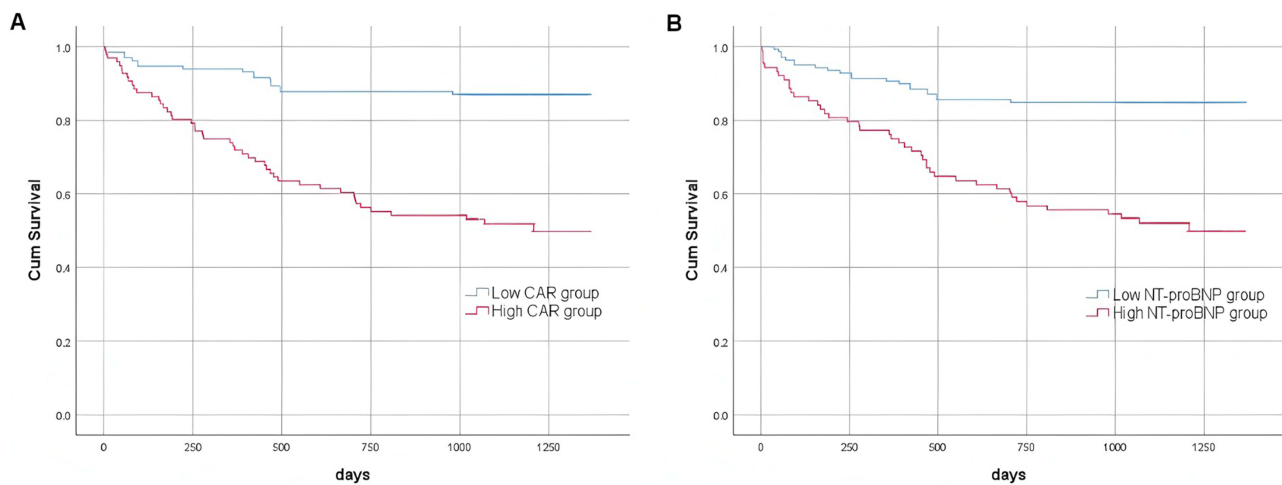 A
Cum Survival
1.0
0.8
0.6
0.4
0.2
0.0
Low CAR group
High CAR group
0 250 500 750 1000 1250
days
B
Cum Survival
1.0
0.8
0.6
0.4
0.2
0.0
Low NT-proBNP group
High NT-proBNP group
0 250 500 750 1000 1250
days